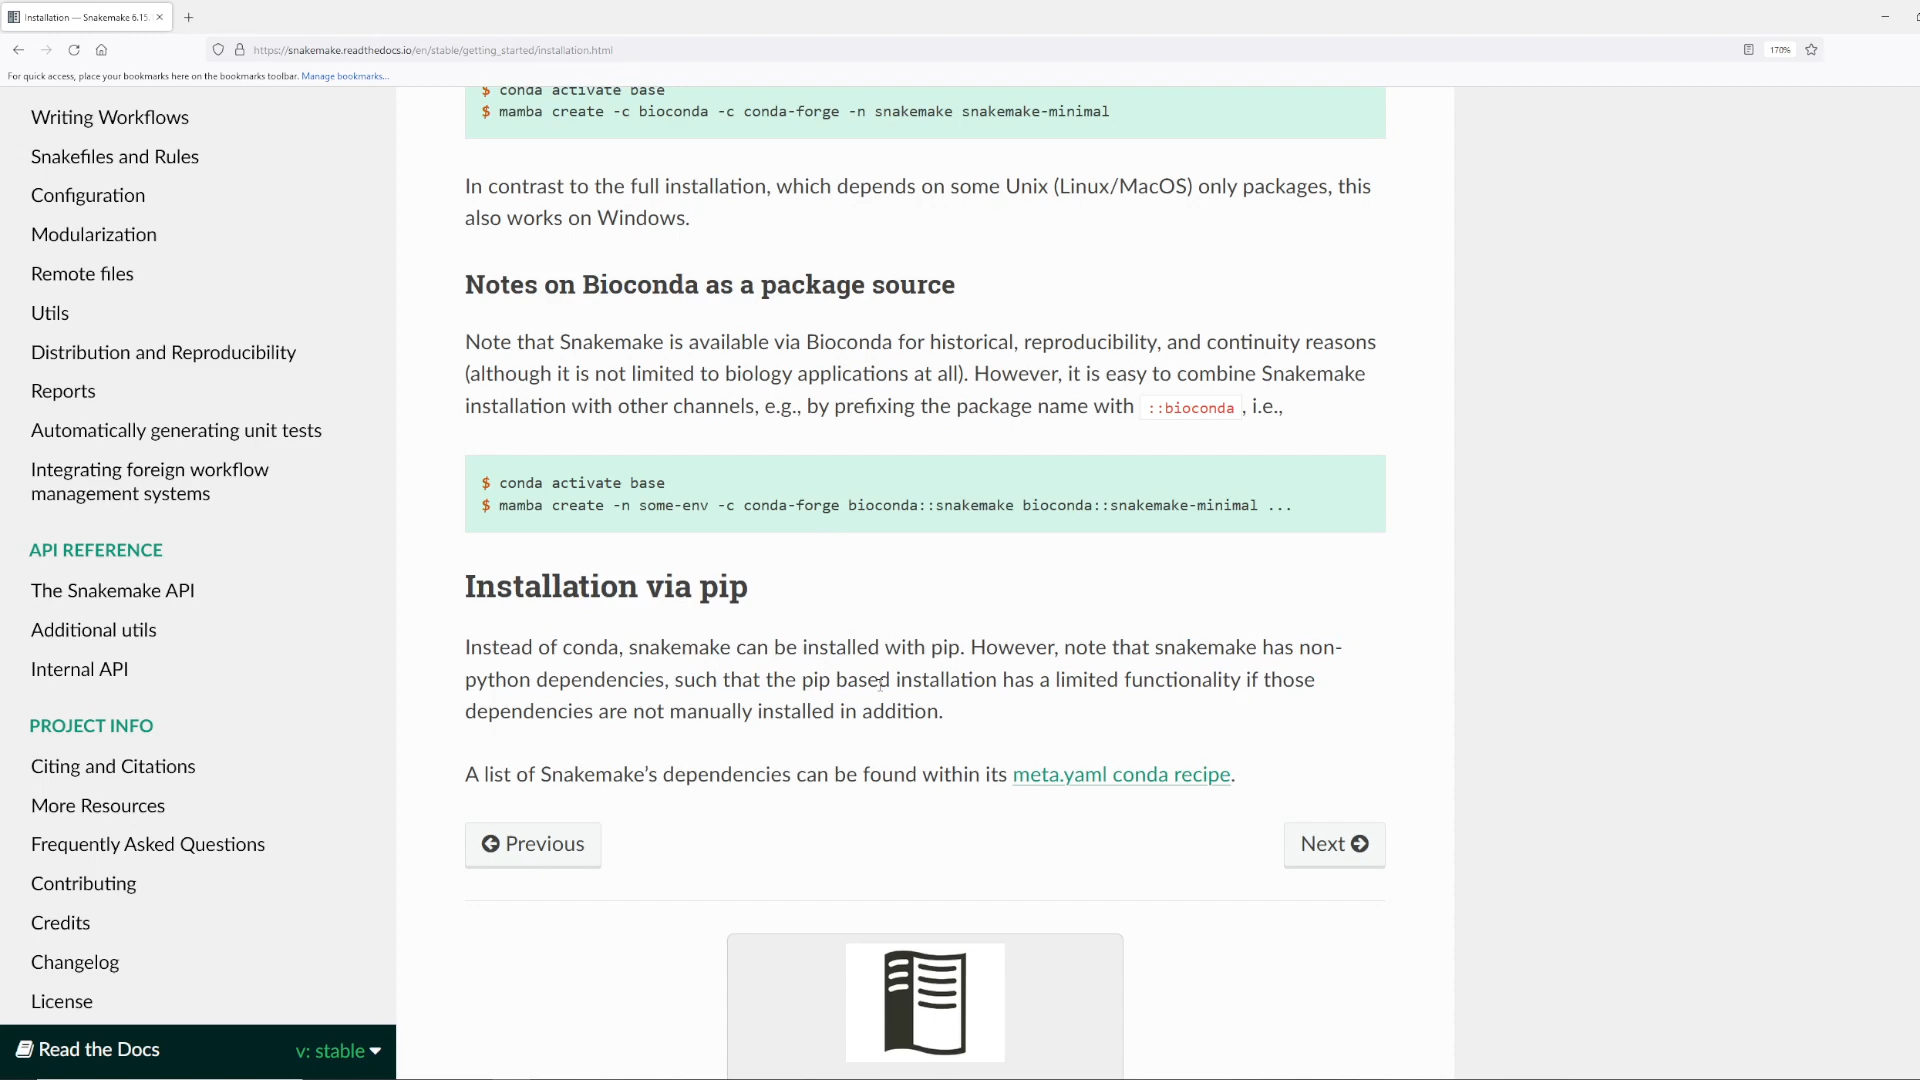 Installation — Snakemake 6.15.
https://snakemake.readthedocs.io/en/stable/getting_started/installation.html
170%
For quick access, place your bookmarks here on the bookmarks toolbar. Manage bookmarks...
Writing Workflows
Snakefiles and Rules
Configuration
Modularization
Remote files
Utils
Distribution and Reproducibility
Reports
Automatically generating unit tests
Integrating foreign workflow
management systems
API REFERENCE
The Snakemake API
Additional utils
Internal API
PROJECT INFO
Citing and Citations
More Resources
Frequently Asked Questions
Contributing
Credits
Changelog
License
Read the Docs
v: stable
$ conda activate base
$ mamba create -c bioconda -c conda-forge -n snakemake snakemake-minimal
In contrast to the full installation, which depends on some Unix (Linux/MacOS) only packages, this
also works on Windows.
Notes on Bioconda as a package source
Note that Snakemake is available via Bioconda for historical, reproducibility, and continuity reasons
(although it is not limited to biology applications at all). However, it is easy to combine Snakemake
installation with other channels, e.g., by prefixing the package name with ::bioconda, i.e.,
$ conda activate base
$ mamba create -n some-env -c conda-forge bioconda::snakemake bioconda::snakemake-minimal ...
Installation via pip
Instead of conda, snakemake can be installed with pip. However, note that snakemake has non-
python dependencies, such that the pip based installation has a limited functionality if those
dependencies are not manually installed in addition.
A list of Snakemake’s dependencies can be found within its meta.yaml conda recipe.
Previous
Next